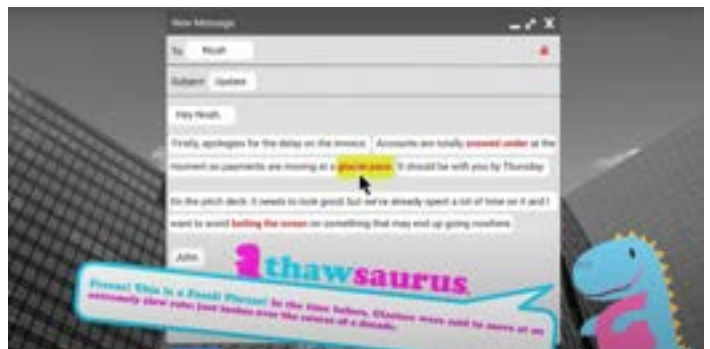 New Message
To Noah
Subject Update
Hey Noah,
Firstly, apologies for the delay on the invoice. Accounts are totally snowed under at the
moment so payments are moving at a glacial pace. It should be with you by Thursday.
On the pitch deck, it needs to look good, but we've already spent a lot of time on it and I
want to avoid boiling the ocean on something that may end up going nowhere.
John
thawsaurus
Freeze! This is a Fossil Phrase! In the time before, Glaciers were said to move at an
extremely slow rate: just inches over the course of a decade.